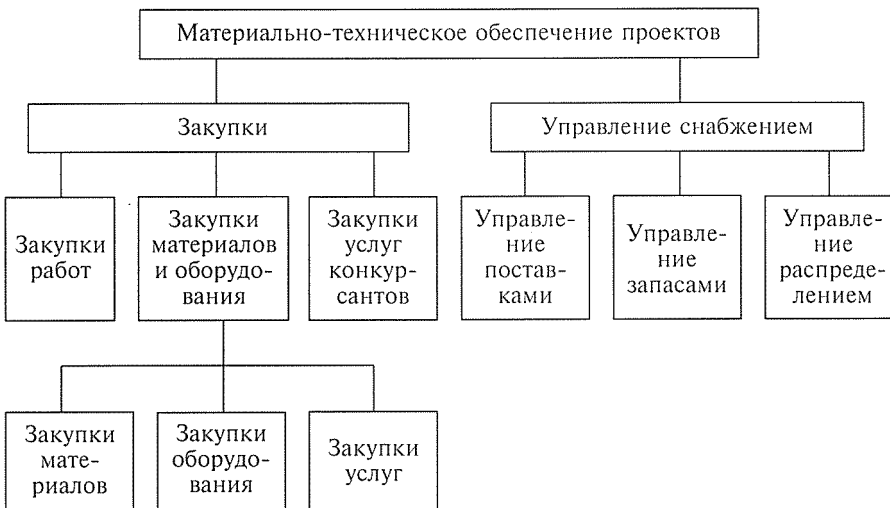 Материально-техническое обеспечение проектов
Закупки
Управление снабжением
Закупки
работ
Закупки
материалов
и оборудо-
вания
Закупки
услуг
конкур-
сантов
Управле-
ние
постав-
ками
Управле-
ние
запасами
Управле-
ние
распреде-
лением
Закупки
мате-
риалов
Закупки
оборудо-
вания
Закупки
услуг